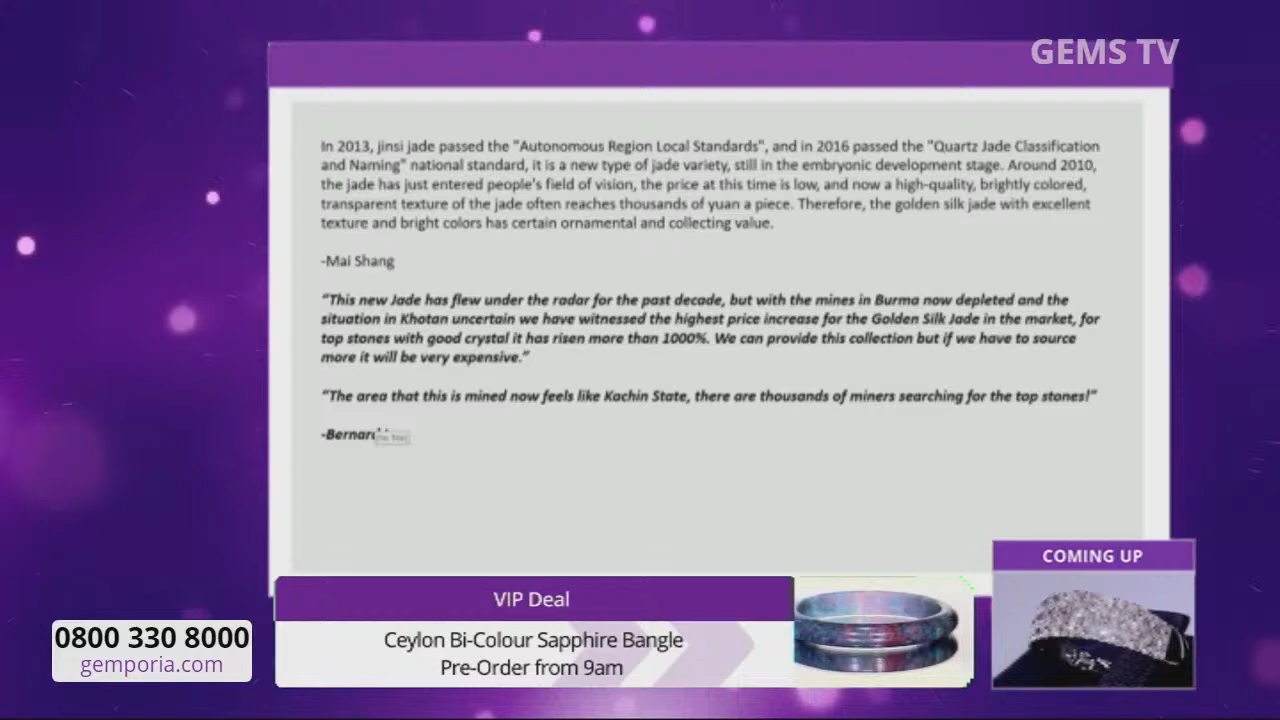 GEMS TV
In 2013, jinsi jade passed the "Autonomous Region Local Standards", and in 2016 passed the "Quartz Jade Classification
and Naming" national standard, it is a new type of jade variety, still in the embryonic development stage. Around 2010,
the jade has just entered people's field of vision, the price at this time is low, and now a high-quality, brightly colored,
transparent texture of the jade often reaches thousands of yuan a piece. Therefore, the golden silk jade with excellent
texture and bright colors has certain ornamental and collecting value.
-Mai Shang
“This new Jade has flew under the radar for the past decade, but with the mines in Burma now depleted and the
situation in Khotan uncertain we have witnessed the highest price increase for the Golden Silk Jade in the market, for
top stones with good crystal it has risen more than 1000%. We can provide this collection but if we have to source
more it will be very expensive.”
“The area that this is mined now feels like Kachin State, there are thousands of miners searching for the top stones!”
-Bernard
COMING UP
VIP Deal
Ceylon Bi-Colour Sapphire Bangle
Pre-Order from 9am
0800 330 8000
gemporia.com